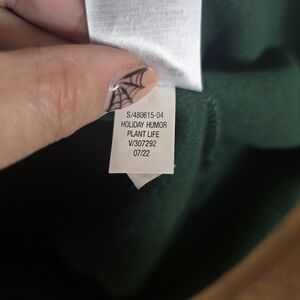 S/480615-04
HOLIDAY HUMOR
PLANT LIFE
V/307292
07/22